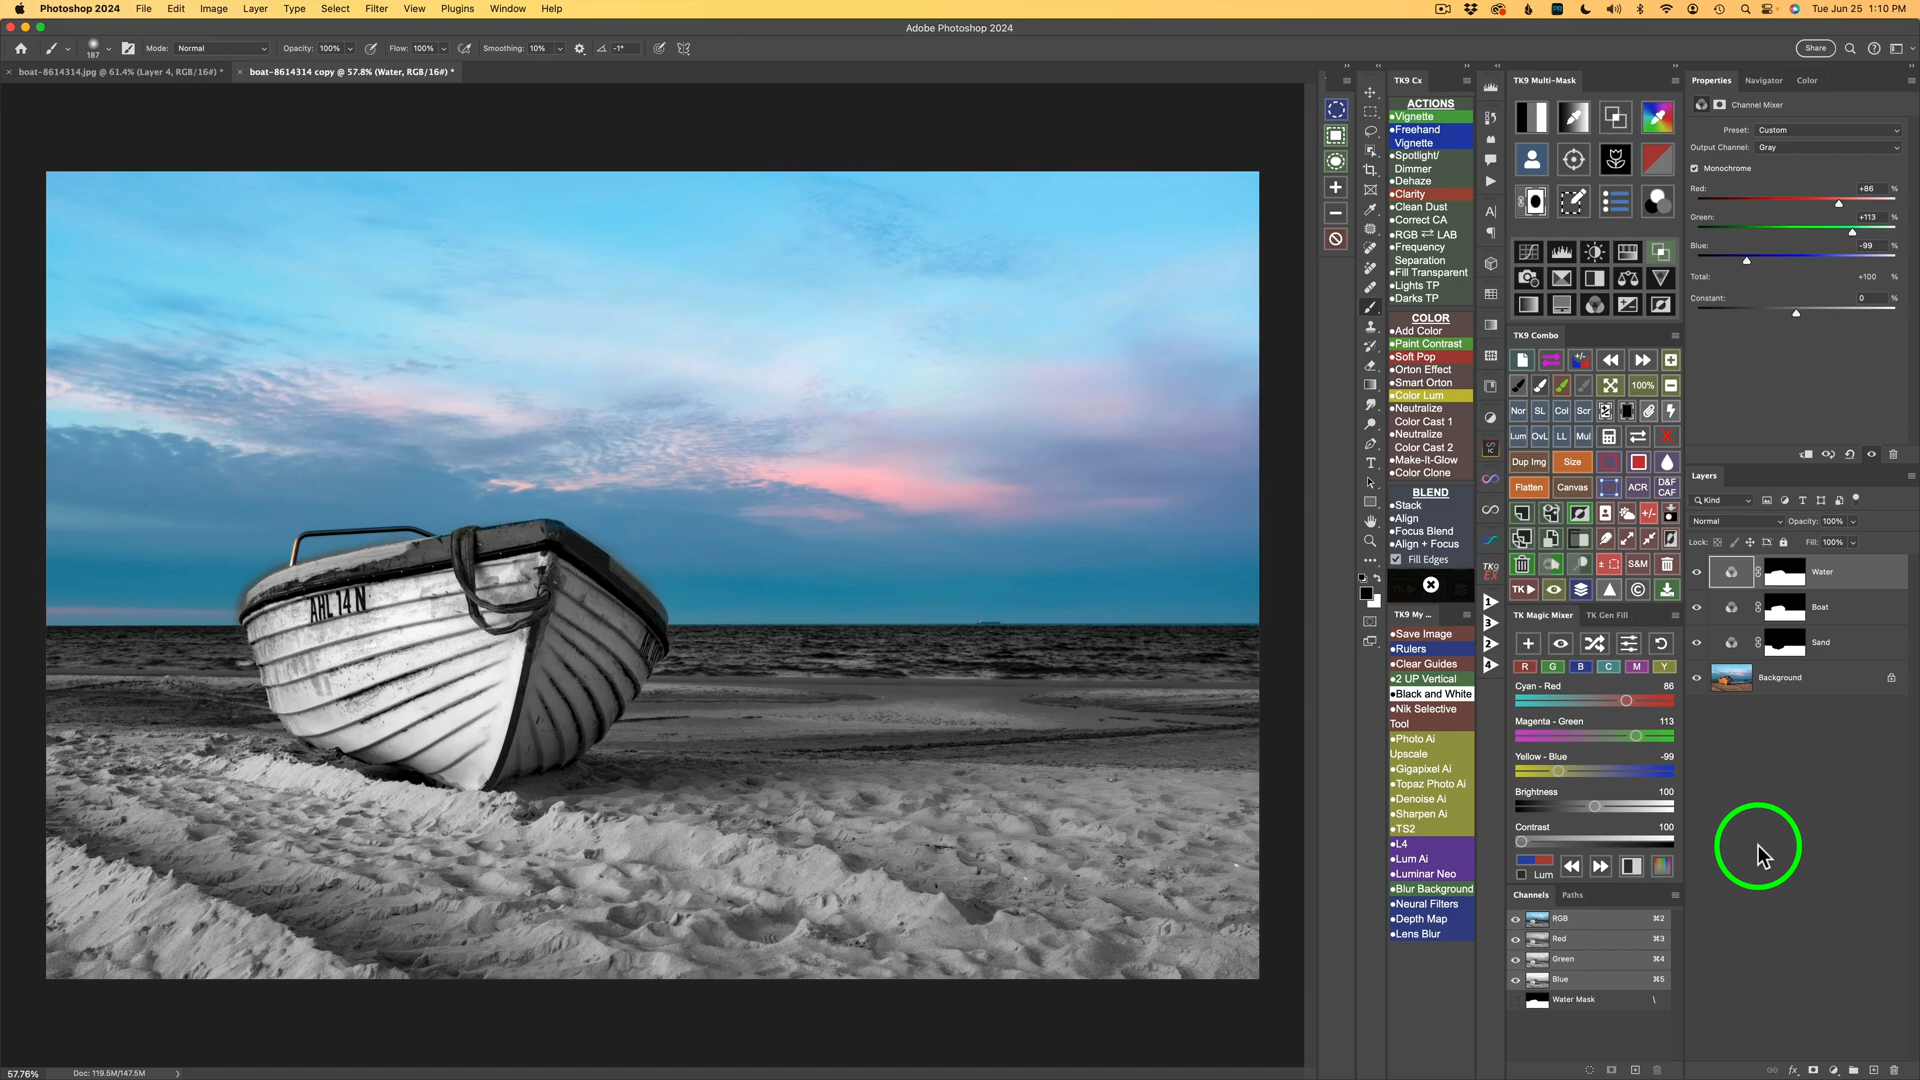 Photoshop 2024 File Edit Image Layer Type Select Filter View Plugins Window Help
Tue Jun 25 1:10 PM
Adobe Photoshop 2024
187
Mode: Normal
Opacity: 100%
Flow: 100%
Smoothing: 10%
-1°
Share
boat-8614314.jpg @ 61.4% (Layer 4, RGB/16#) *
boat-8614314 copy @ 57.8% (Water, RGB/16#) *
AHL 14 N
57.76%
Doc: 119.5M/147.5M
TK9 Cx
ACTIONS
Vignette
Freehand
Vignette
Spotlight/
Dimmer
Dehaze
Clarity
Clean Dust
Correct CA
RGB ⇄ LAB
Frequency
Separation
Fill Transparent
Lights TP
Darks TP
COLOR
Add Color
Paint Contrast
Soft Pop
Orton Effect
Smart Orton
Color Lum
Neutralize
Color Cast 1
Neutralize
Color Cast 2
Make-It-Glow
Color Clone
BLEND
Stack
Align
Focus Blend
Align + Focus
Fill Edges
TK9 My ...
Save Image
Rulers
Clear Guides
2 UP Vertical
Black and White
Nik Selective
Tool
Photo Ai
Upscale
Gigapixel Ai
Topaz Photo Ai
Denoise Ai
Sharpen Ai
TS2
L4
Lum Ai
Luminar Neo
Blur Background
Neural Filters
Depth Map
Lens Blur
TK9
EX
1
3
2
4
TK9 Multi-Mask
TK9 Combo
100%
Nor SL Col Scr
Lum OvL LL Mul
Dup Img Size
Flatten Canvas ACR D&F
CAF
S&M
TK
TK Magic Mixer TK Gen Fill
R G B C M Y
Cyan - Red 86
Magenta - Green 113
Yellow - Blue -99
Brightness 100
Contrast 100
Lum
Channels Paths
RGB ⌘2
Red ⌘3
Green ⌘4
Blue ⌘5
Water Mask \
Properties Navigator Color
Channel Mixer
Preset: Custom
Output Channel: Gray
Monochrome
Red: +86 %
Green: +113 %
Blue: -99 %
Total: +100 %
Constant: 0 %
Layers
Kind
Normal Opacity: 100%
Lock: Fill: 100%
Water
Boat
Sand
Background